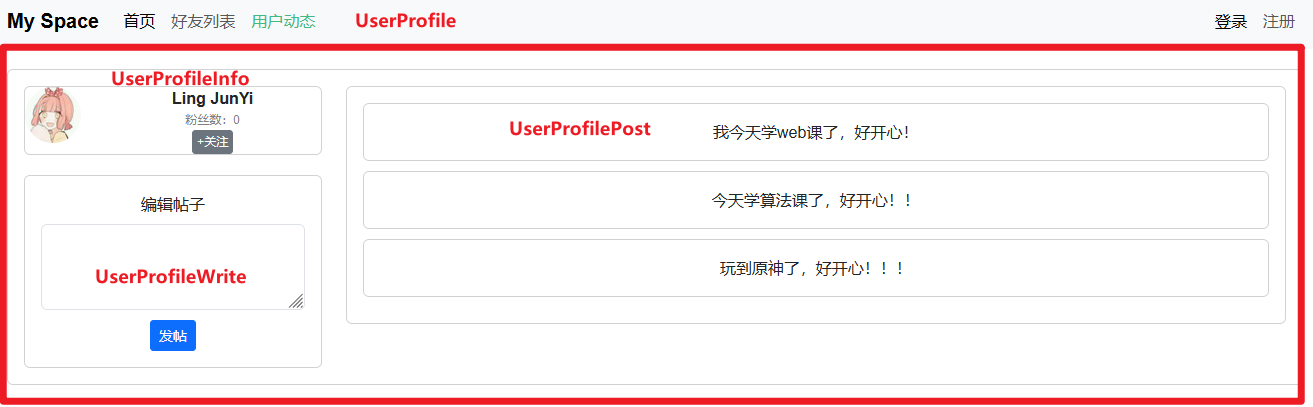 My Space 首页 好友列表 用户动态 UserProfile 登录 注册
UserProfileInfo
Ling JunYi
粉丝数：0
+关注
编辑帖子
UserProfileWrite
发帖
UserProfilePost
我今天学web课了，好开心！
今天学算法课了，好开心！！
玩到原神了，好开心！！！